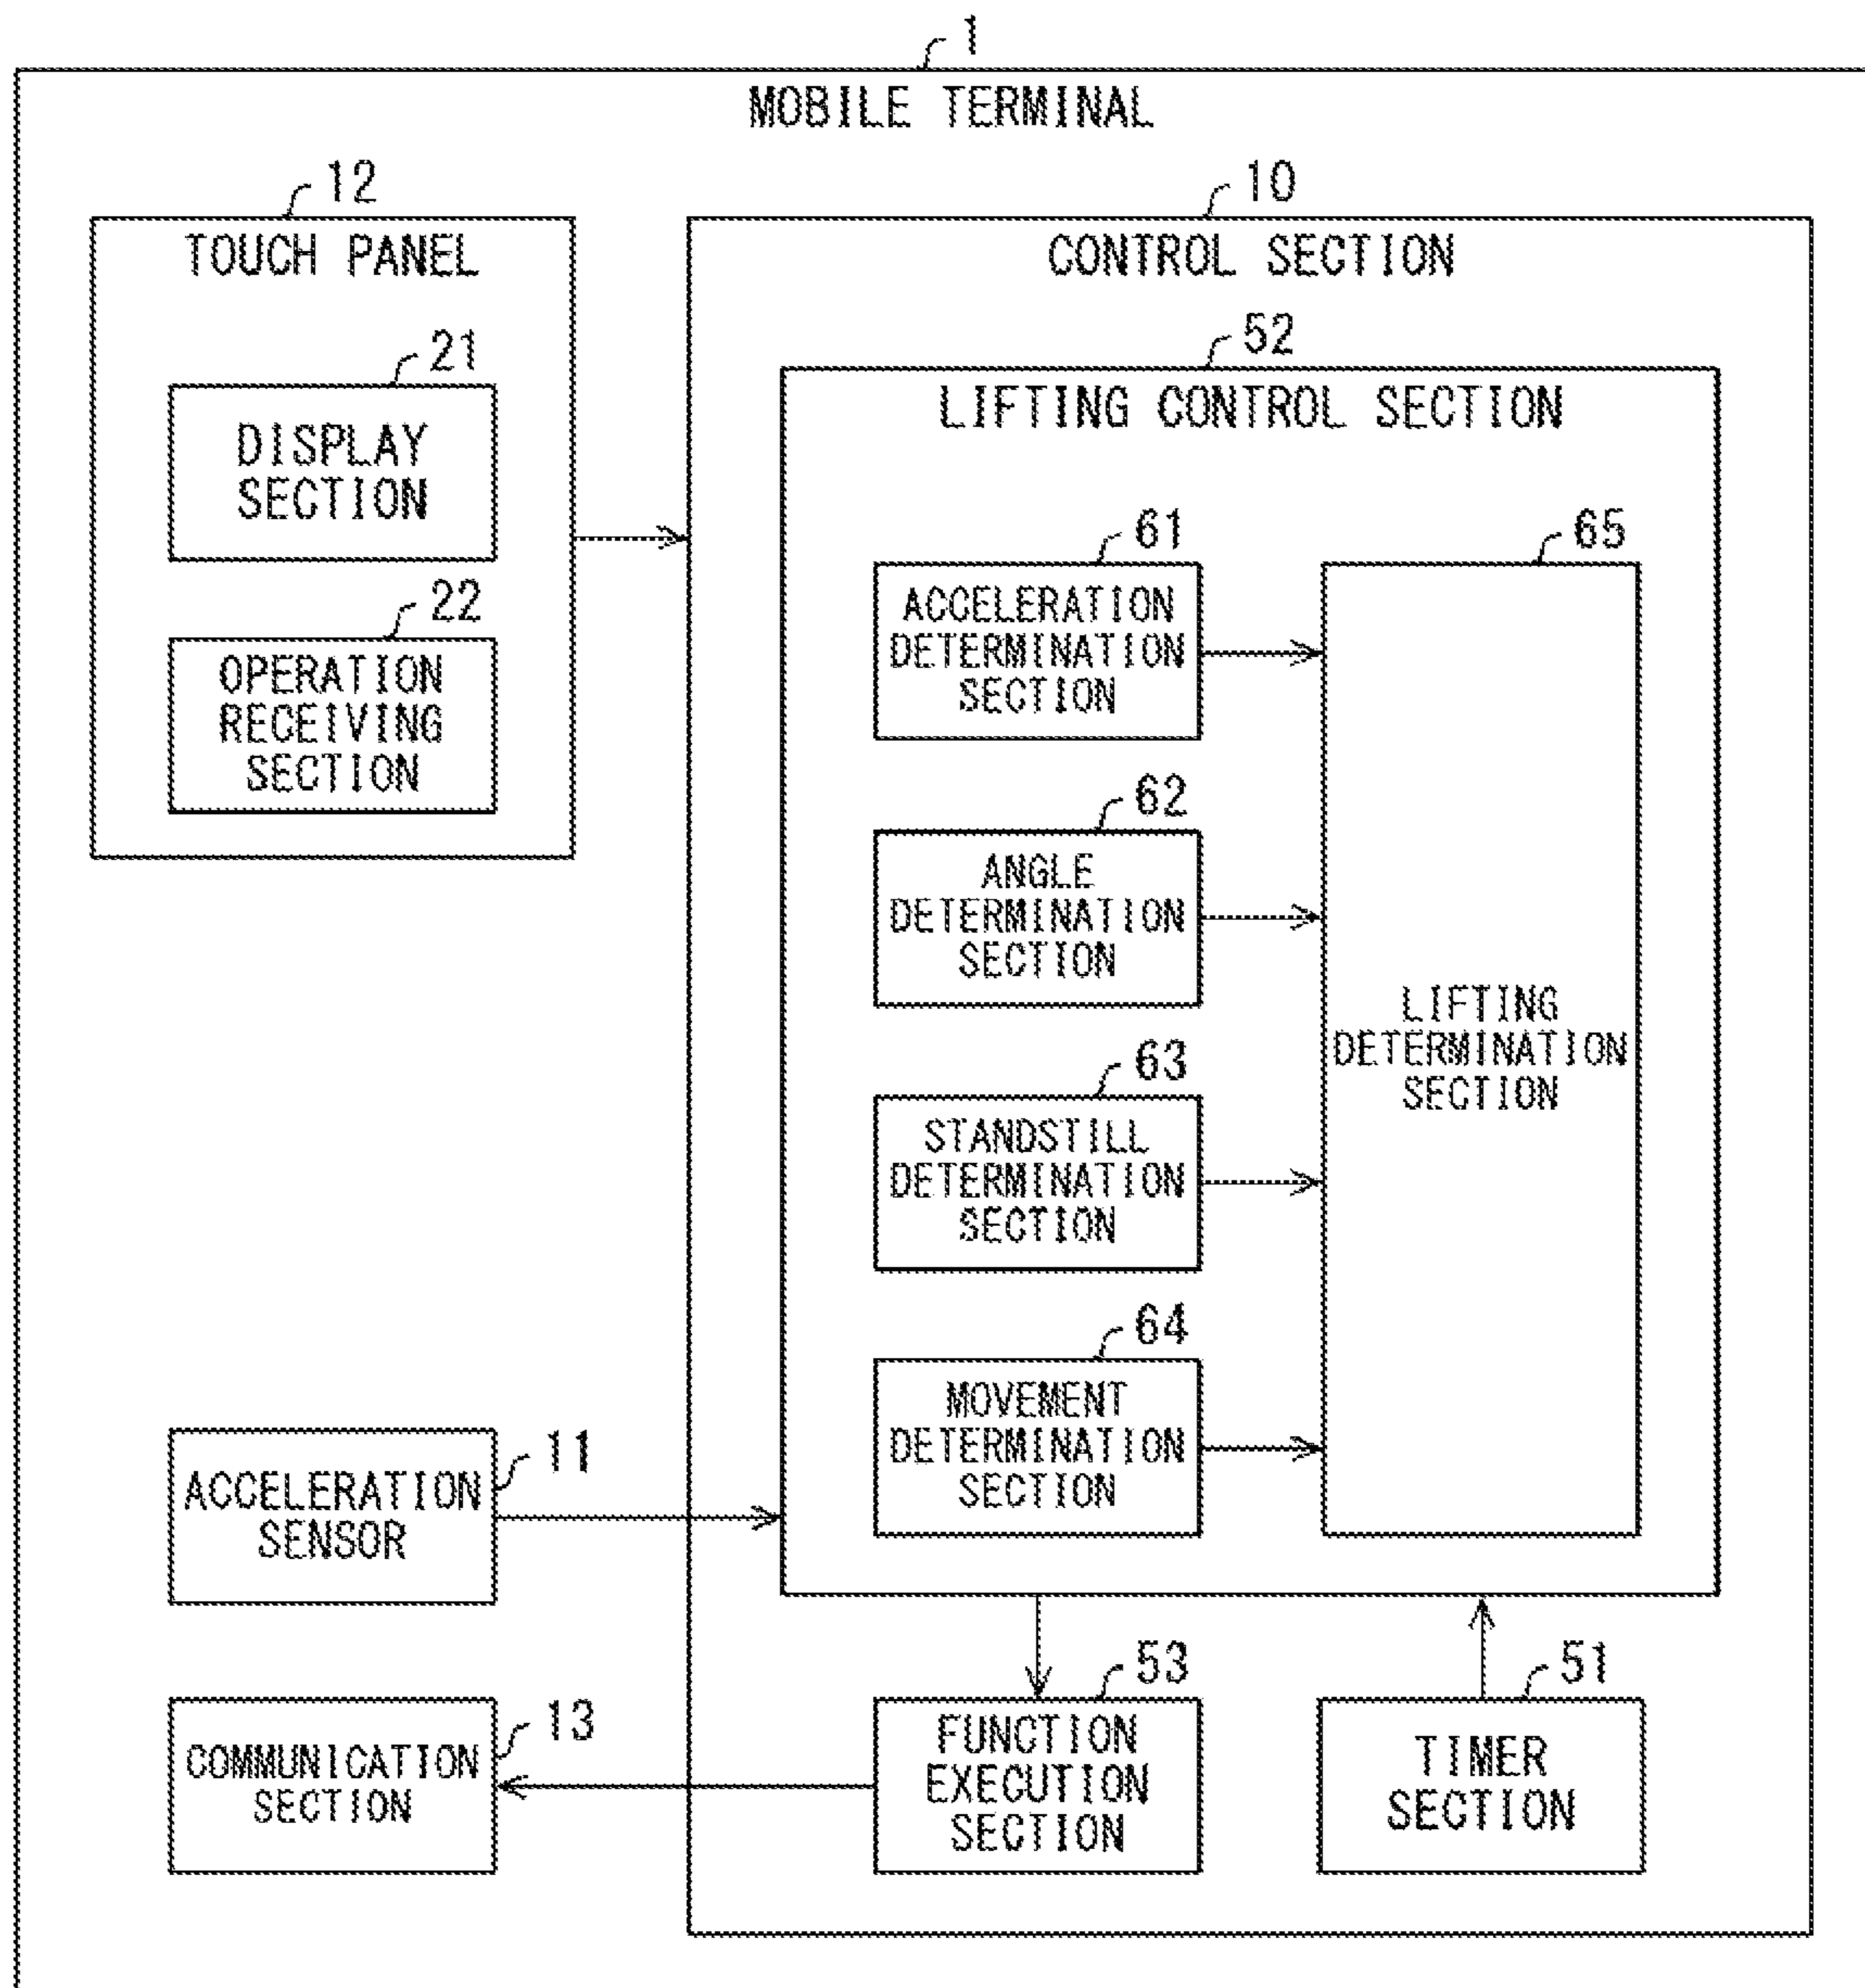 1
MOBILE TERMINAL
12
TOUCH PANEL
21
DISPLAY
SECTION
22
OPERATION
RECEIVING
SECTION
10
CONTROL SECTION
52
LIFTING CONTROL SECTION
61
ACCELERATION
DETERMINATION
SECTION
62
ANGLE
DETERMINATION
SECTION
63
STANDSTILL
DETERMINATION
SECTION
64
MOVEMENT
DETERMINATION
SECTION
65
LIFTING
DETERMINATION
SECTION
11
ACCELERATION
SENSOR
13
COMMUNICATION
SECTION
53
FUNCTION
EXECUTION
SECTION
51
TIMER
SECTION